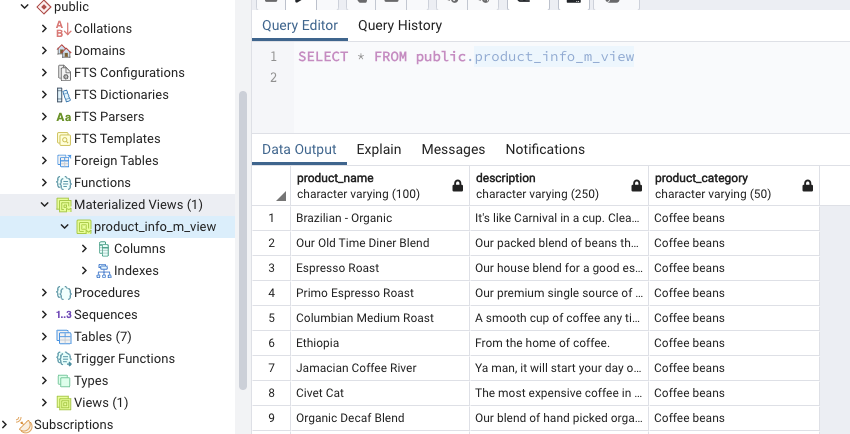 public
Collations
Domains
FTS Configurations
FTS Dictionaries
Aa FTS Parsers
FTS Templates
Foreign Tables
Functions
Materialized Views (1)
product_info_m_view
Columns
Indexes
Procedures
1..3 Sequences
Tables (7)
Trigger Functions
Types
Views (1)
Subscriptions
Query Editor Query History
1 SELECT * FROM public.product_info_m_view
2
Data Output Explain Messages Notifications
product_name description product_category
character varying (100) character varying (250) character varying (50)
1 Brazilian - Organic It's like Carnival in a cup. Clea... Coffee beans
2 Our Old Time Diner Blend Our packed blend of beans th... Coffee beans
3 Espresso Roast Our house blend for a good es... Coffee beans
4 Primo Espresso Roast Our premium single source of ... Coffee beans
5 Columbian Medium Roast A smooth cup of coffee any ti... Coffee beans
6 Ethiopia From the home of coffee. Coffee beans
7 Jamacian Coffee River Ya man, it will start your day o... Coffee beans
8 Civet Cat The most expensive coffee in ... Coffee beans
9 Organic Decaf Blend Our blend of hand picked orga... Coffee beans